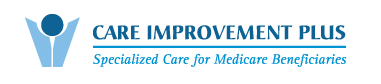 CARE IMPROVEMENT PLUS
Specialized Care for Medicare Beneficiaries